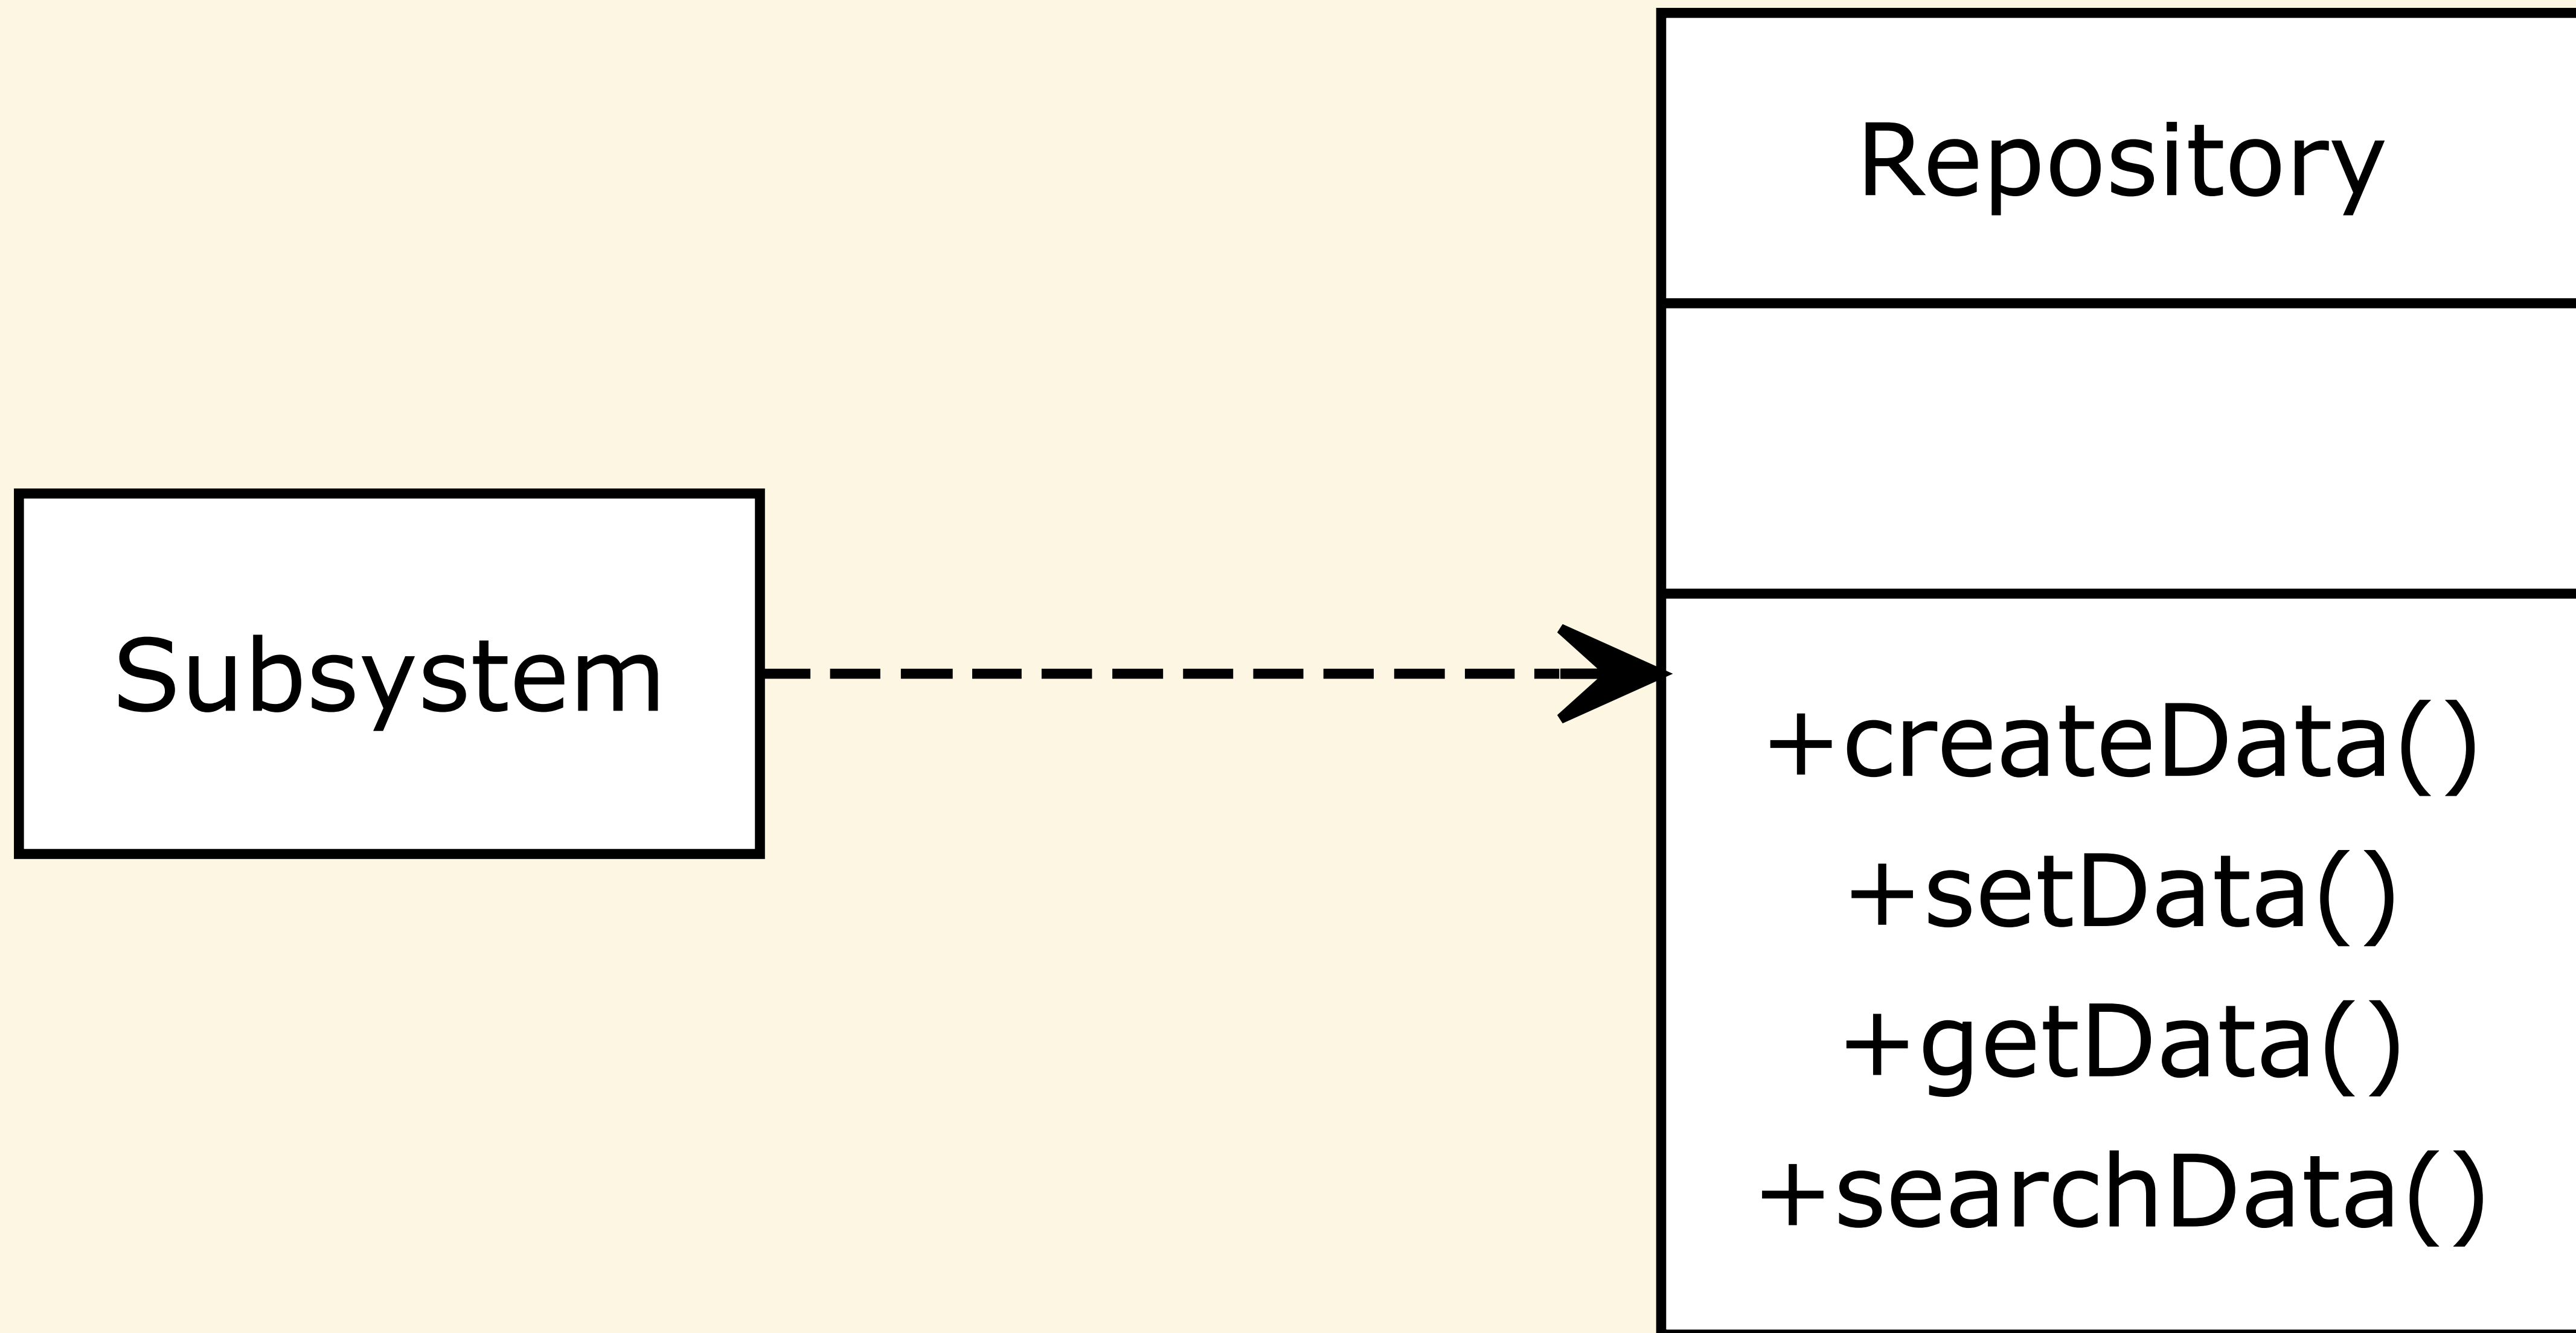 Repository
Subsystem
+createData()
+setData()
+getData()
+searchData()